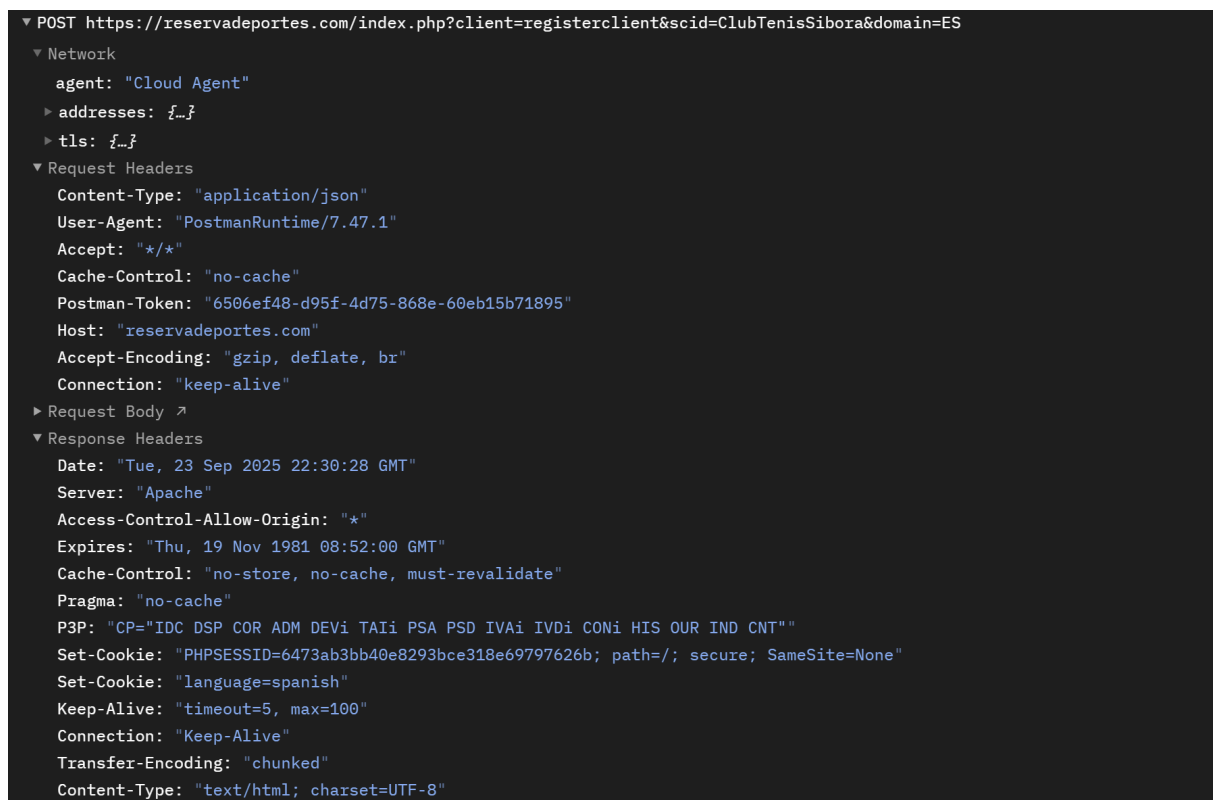 ▼ POST https://reservadeportes.com/index.php?client=registerclient&scid=ClubTenisSibora&domain=ES
▼ Network
agent: "Cloud Agent"
▶ addresses: {…}
▶ tls: {…}
▼ Request Headers
Content-Type: "application/json"
User-Agent: "PostmanRuntime/7.47.1"
Accept: "*/*"
Cache-Control: "no-cache"
Postman-Token: "6506ef48-d95f-4d75-868e-60eb15b71895"
Host: "reservadeportes.com"
Accept-Encoding: "gzip, deflate, br"
Connection: "keep-alive"
▶ Request Body ↗
▼ Response Headers
Date: "Tue, 23 Sep 2025 22:30:28 GMT"
Server: "Apache"
Access-Control-Allow-Origin: "*"
Expires: "Thu, 19 Nov 1981 08:52:00 GMT"
Cache-Control: "no-store, no-cache, must-revalidate"
Pragma: "no-cache"
P3P: "CP="IDC DSP COR ADM DEVi TAIi PSA PSD IVAi IVDi CONi HIS OUR IND CNT""
Set-Cookie: "PHPSESSID=6473ab3bb40e8293bce318e69797626b; path=/; secure; SameSite=None"
Set-Cookie: "language=spanish"
Keep-Alive: "timeout=5, max=100"
Connection: "Keep-Alive"
Transfer-Encoding: "chunked"
Content-Type: "text/html; charset=UTF-8"